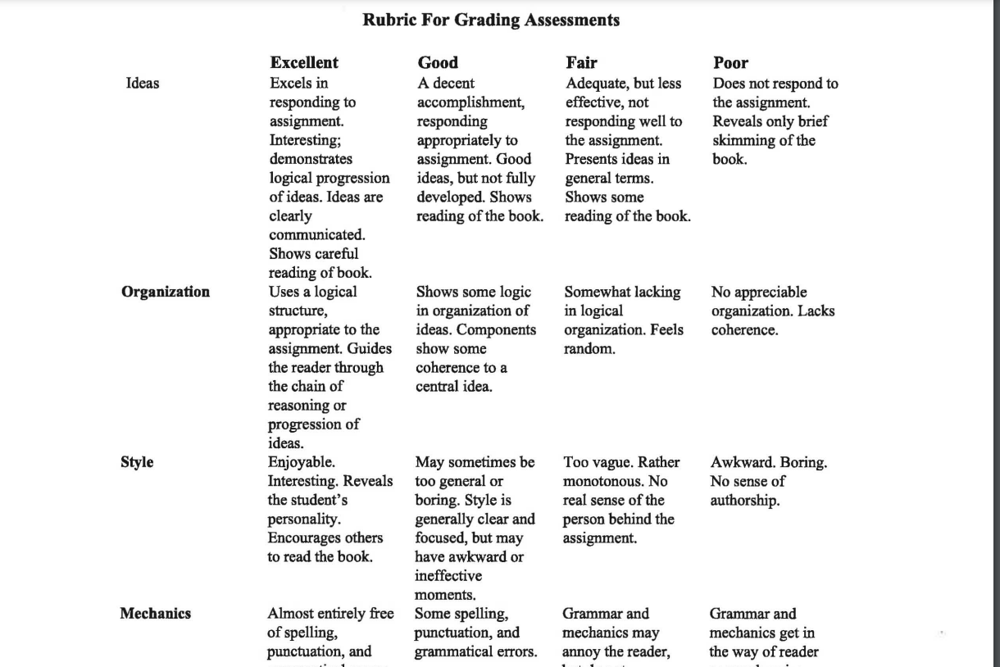 Rubric For Grading Assessments
Excellent Good Fair Poor
Ideas
Excels in
responding to
assignment.
Interesting;
demonstrates
logical progression
of ideas. Ideas are
clearly
communicated.
Shows careful
reading of book.
A decent
accomplishment,
responding
appropriately to
assignment. Good
ideas, but not fully
developed. Shows
reading of the book.
Adequate, but less
effective, not
responding well to
the assignment.
Presents ideas in
general terms.
Shows some
reading of the book.
Does not respond to
the assignment.
Reveals only brief
skimming of the
book.
Organization
Uses a logical
structure,
appropriate to the
assignment. Guides
the reader through
the chain of
reasoning or
progression of
ideas.
Shows some logic
in organization of
ideas. Components
show some
coherence to a
central idea.
Somewhat lacking
in logical
organization. Feels
random.
No appreciable
organization. Lacks
coherence.
Style
Enjoyable.
Interesting. Reveals
the student's
personality.
Encourages others
to read the book.
May sometimes be
too general or
boring. Style is
generally clear and
focused, but may
have awkward or
ineffective
moments.
Too vague. Rather
monotonous. No
real sense of the
person behind the
assignment.
Awkward. Boring.
No sense of
authorship.
Mechanics
Almost entirely free
of spelling,
punctuation, and
Some spelling,
punctuation, and
grammatical errors.
Grammar and
mechanics may
annoy the reader,
Grammar and
mechanics get in
the way of reader